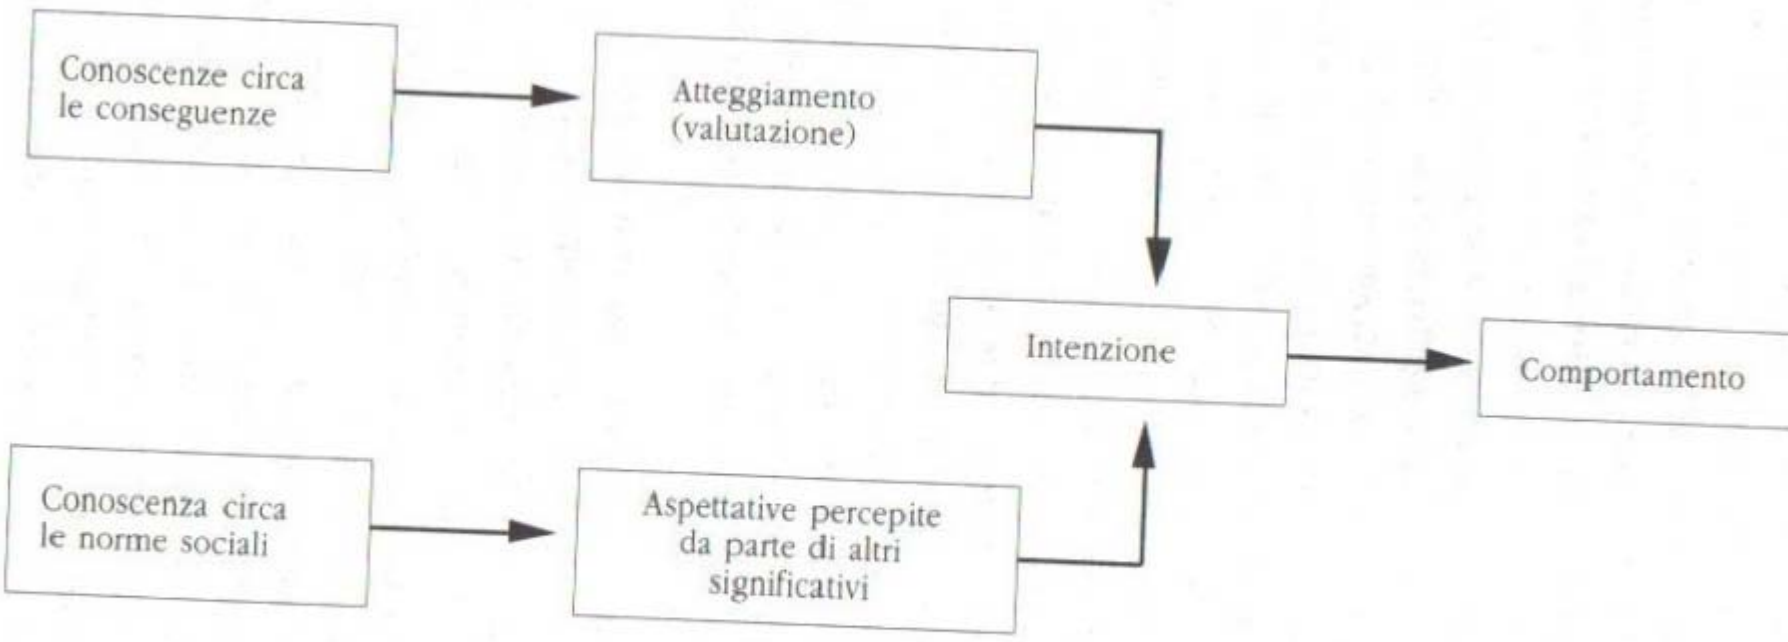 Conoscenze circa
le conseguenze
Atteggiamento
(valutazione)
Intenzione
Comportamento
Conoscenza circa
le norme sociali
Aspettative percepite
da parte di altri
significativi